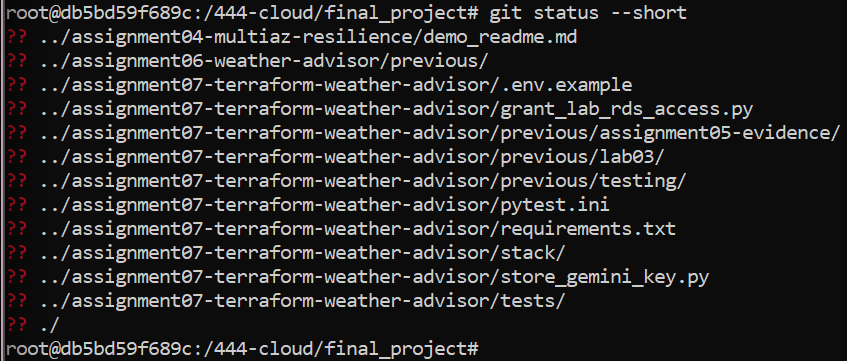 root@db5bd59f689c:/444-cloud/final_project# git status --short
?? ../assignment04-multiaz-resilience/demo_readme.md
?? ../assignment06-weather-advisor/previous/
?? ../assignment07-terraform-weather-advisor/.env.example
?? ../assignment07-terraform-weather-advisor/grant_lab_rds_access.py
?? ../assignment07-terraform-weather-advisor/previous/assignment05-evidence/
?? ../assignment07-terraform-weather-advisor/previous/lab03/
?? ../assignment07-terraform-weather-advisor/previous/testing/
?? ../assignment07-terraform-weather-advisor/pytest.ini
?? ../assignment07-terraform-weather-advisor/requirements.txt
?? ../assignment07-terraform-weather-advisor/stack/
?? ../assignment07-terraform-weather-advisor/store_gemini_key.py
?? ../assignment07-terraform-weather-advisor/tests/
?? ./
root@db5bd59f689c:/444-cloud/final_project#